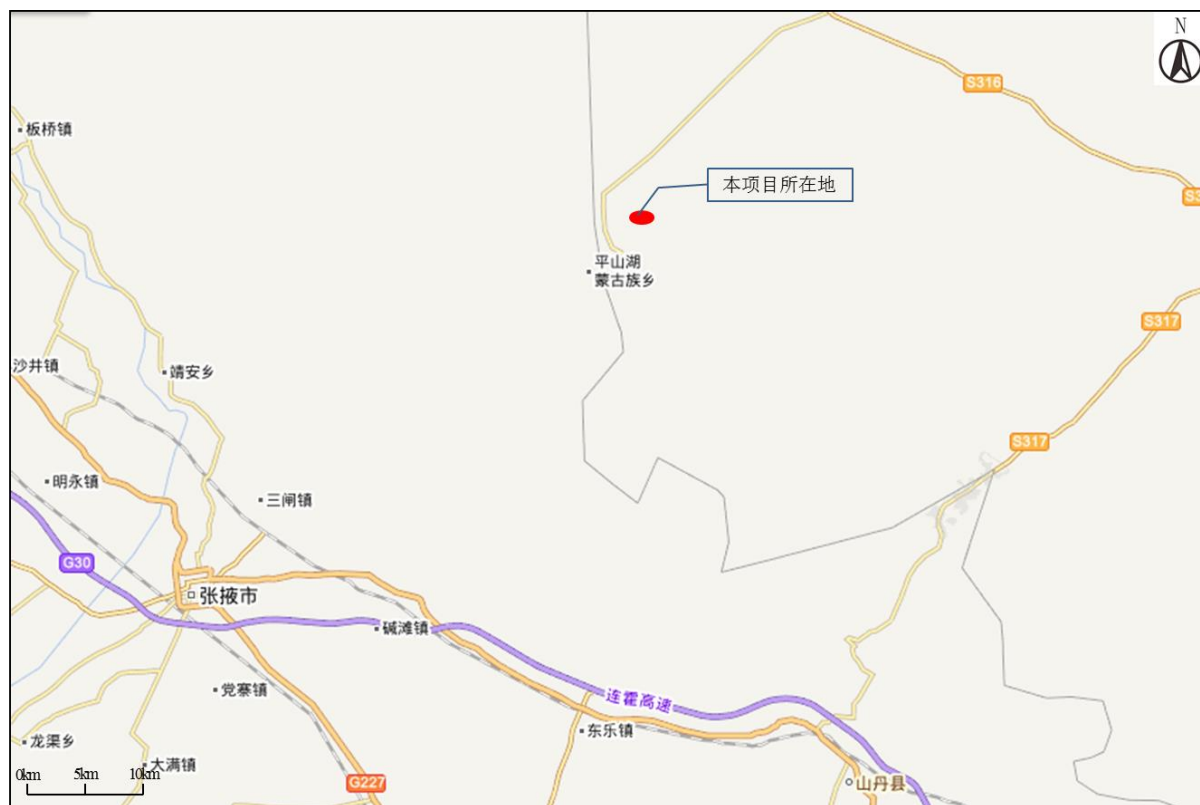 N
S316
板桥镇
本项目所在地
S3
平山湖
蒙古族乡
S317
沙井镇
靖安乡
S317
明永镇
三闸镇
G30
张掖市
碱滩镇
党寨镇
连霍高速
东乐镇
龙渠乡
大满镇
0km
5km
10km
G227
山丹县